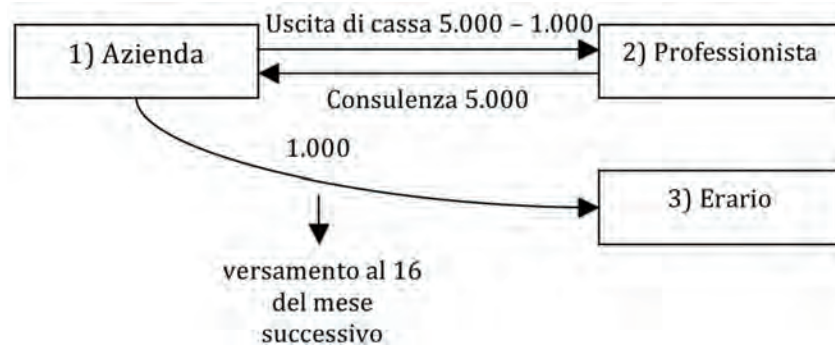 Uscita di cassa 5.000 – 1.000
1) Azienda
2) Professionista
Consulenza 5.000
1.000
3) Erario
versamento al 16
del mese
successivo